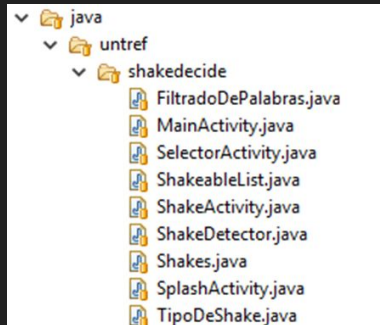 java
untref
shakedecide
FiltradoDePalabras.java
MainActivity.java
SelectorActivity.java
ShakeableList.java
ShakeActivity.java
ShakeDetector.java
Shakes.java
SplashActivity.java
TipoDeShake.java